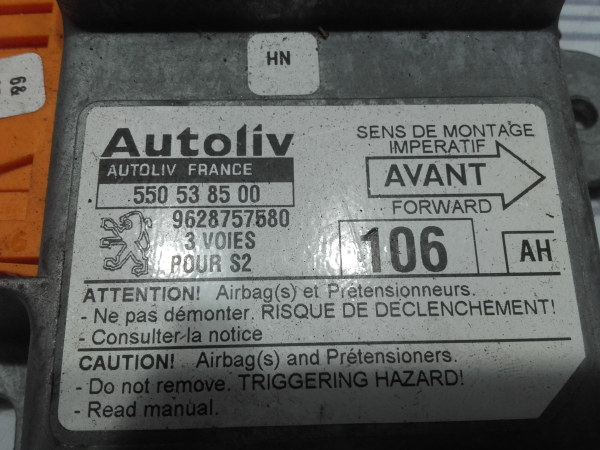 HN
6&
Autoliv
AUTOLIV FRANCE
550 53 85 00
9628757580
3 VOIES
POUR S2
SENS DE MONTAGE
IMPERATIF
AVANT
FORWARD
106
AH
ATTENTION! Airbag(s) et Prétensionneurs.
- Ne pas démonter. RISQUE DE DECLENCHEMENT!
- Consulter la notice
CAUTION! Airbag(s) and Prétensioners.
- Do not remove. TRIGGERING HAZARD!
- Read manual.